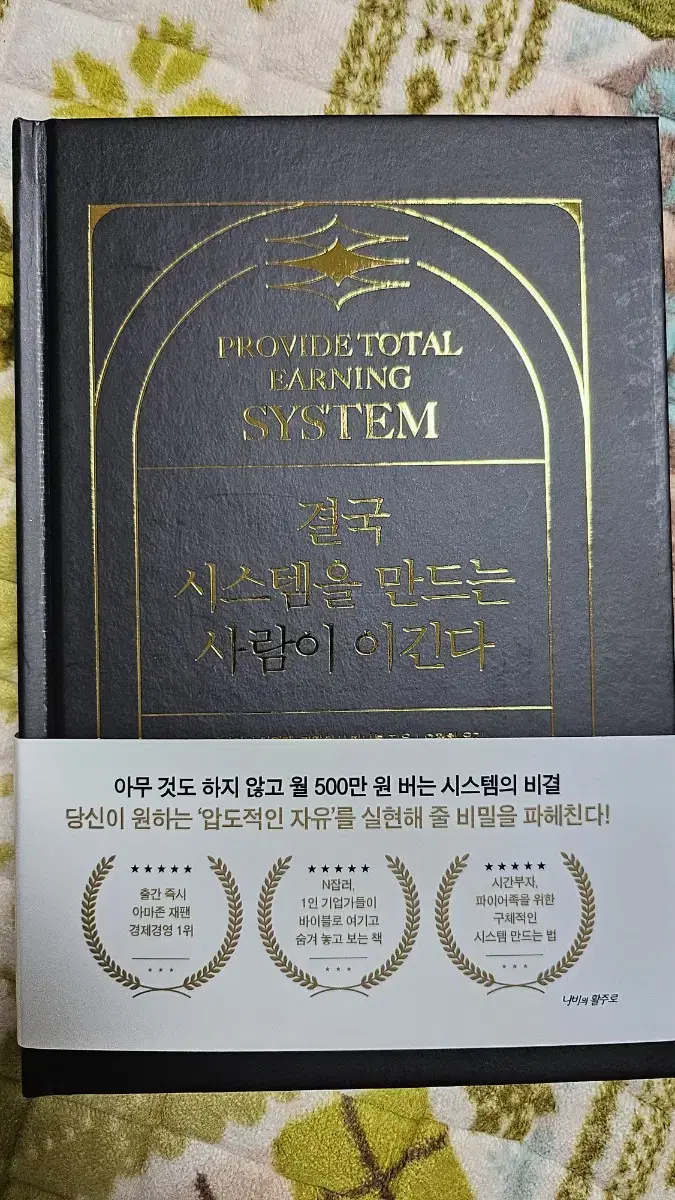 PROVIDE TOTAL
EARNING
SYSTEM
결국
시스템을 만드는
사람이 이긴다
아무 것도 하지 않고 월 500만 원 버는 시스템의 비결
당신이 원하는 '압도적인 자유'를 실현해 줄 비밀을 파헤친다!
★★★★★
출간 즉시
아마존 재팬
경제경영 1위
★★★
★★★★★
N잡러,
1인 기업가들이
바이블로 여기고
숨겨 놓고 보는 책
★★★
★★★★★
시간부자,
파이어족을 위한
구체적인
시스템 만드는 법
★★★
나비의 활주로